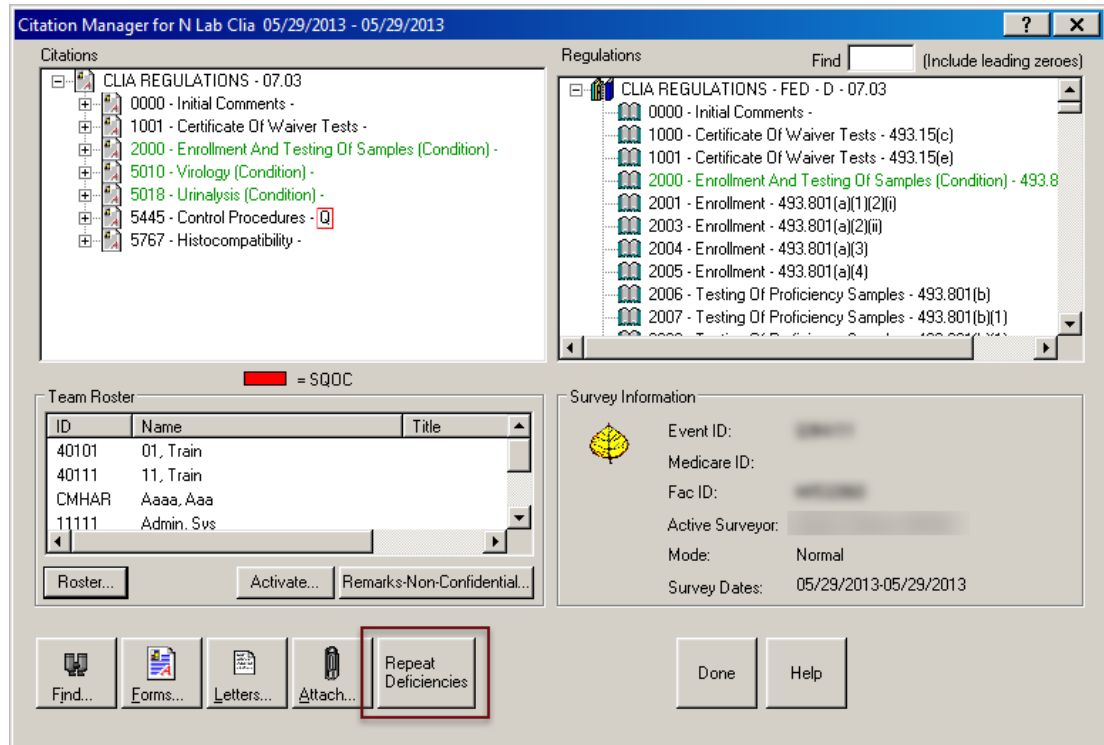 Citation Manager for N Lab Clia 05/29/2013 - 05/29/2013
? X
Citations
CLIA REGULATIONS - 07.03
0000 - Initial Comments -
1001 - Certificate Of Waiver Tests -
2000 - Enrollment And Testing Of Samples (Condition) -
5010 - Virology (Condition) -
5018 - Urinalysis (Condition) -
5445 - Control Procedures - Q
5767 - Histocompatibility -
Regulations
Find (Include leading zeroes)
CLIA REGULATIONS - FED - D - 07.03
0000 - Initial Comments -
1000 - Certificate Of Waiver Tests - 493.15(c)
1001 - Certificate Of Waiver Tests - 493.15(e)
2000 - Enrollment And Testing Of Samples (Condition) - 493.8
2001 - Enrollment - 493.801(a)(1)(2)(i)
2003 - Enrollment - 493.801(a)(2)(ii)
2004 - Enrollment - 493.801(a)(3)
2005 - Enrollment - 493.801(a)(4)
2006 - Testing Of Proficiency Samples - 493.801(b)
2007 - Testing Of Proficiency Samples - 493.801(b)(1)
= SQOC
Team Roster
ID Name Title
40101 01, Train
40111 11, Train
CMHAR Aaaa, Aaa
11111 Admin, Sys
Roster... Activate... Remarks-Non-Confidential...
Survey Information
Event ID:
Medicare ID:
Fac ID:
Active Surveyor:
Mode: Normal
Survey Dates: 05/29/2013-05/29/2013
Find...
Forms...
Letters...
Attach...
Repeat
Deficiencies
Done
Help